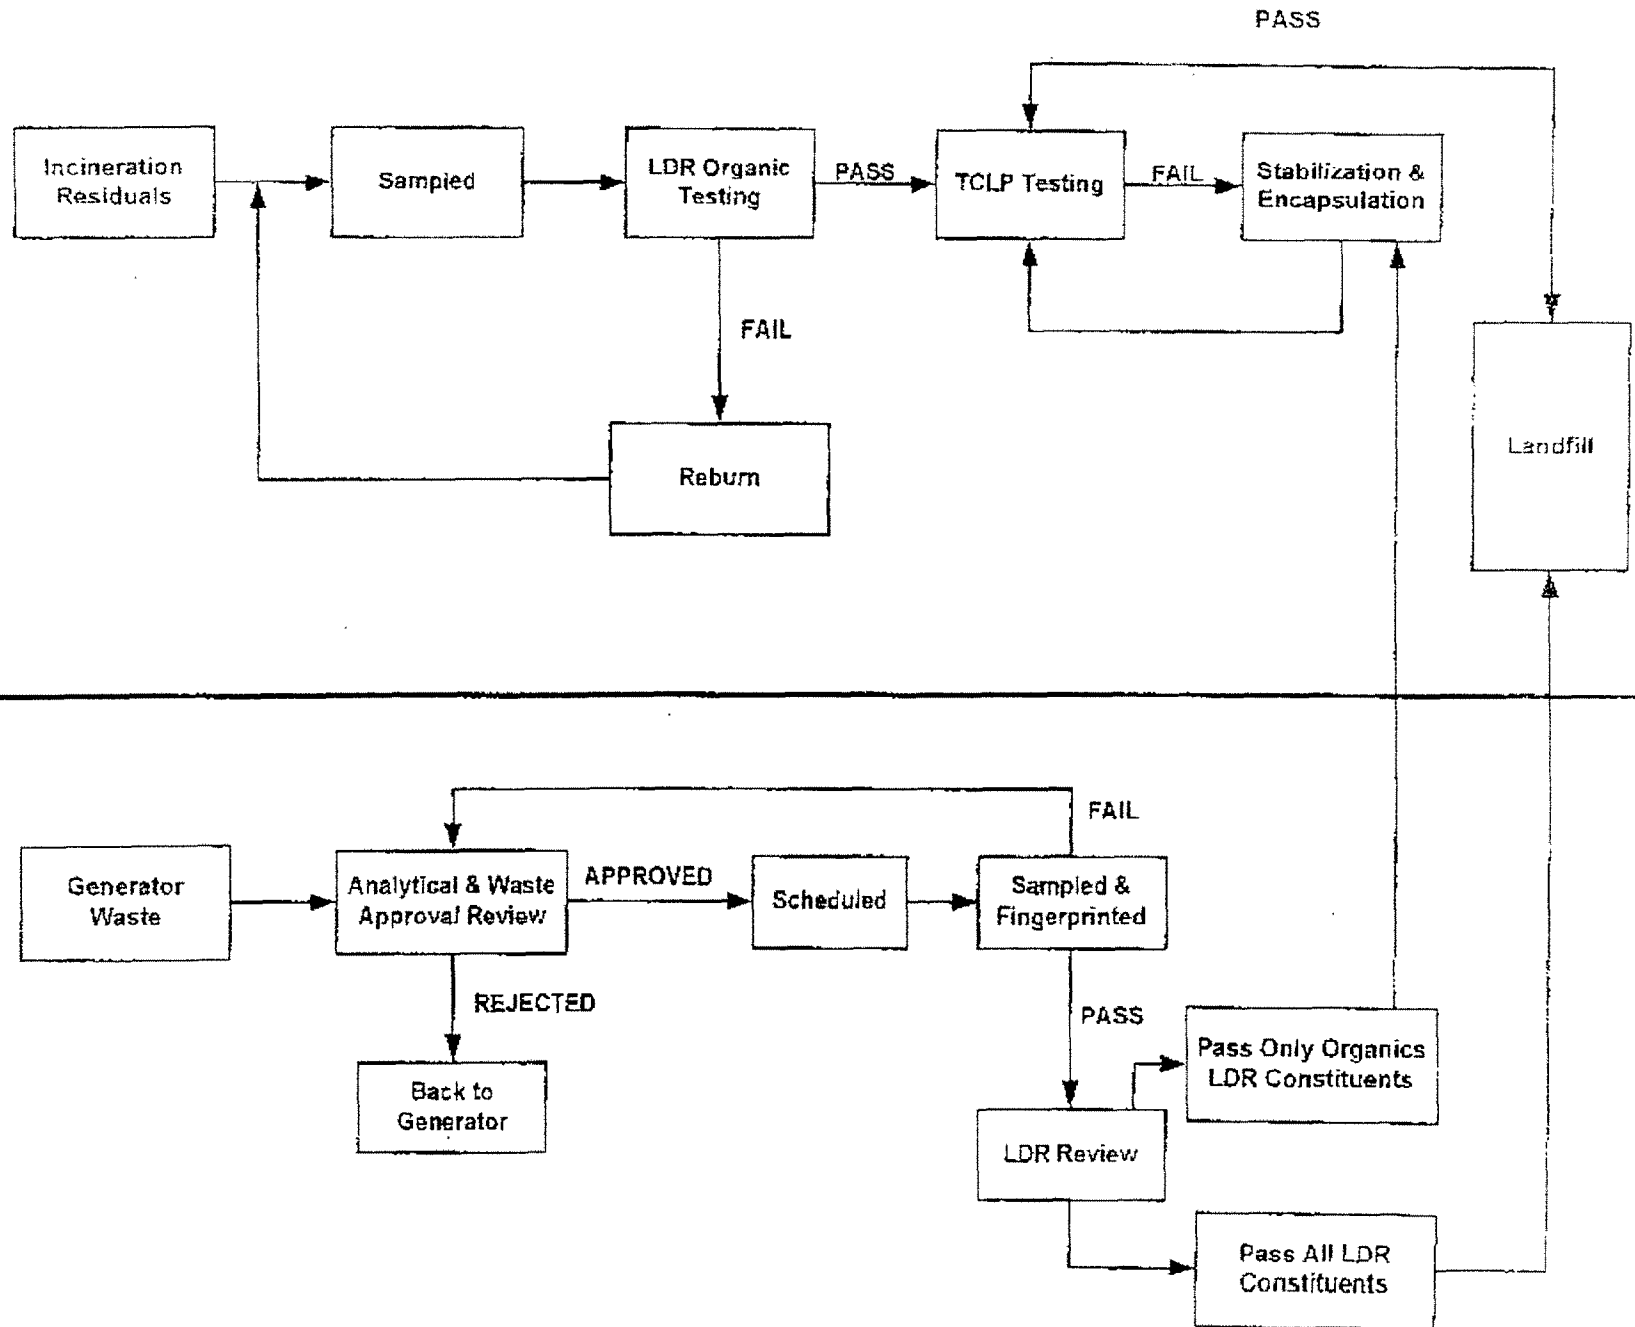 PASS
Incineration
Residuals
Sampled
LDR Organic
Testing
PASS
TCLP Testing
FAIL
Stabilization &
Encapsulation
FAIL
Reburn
Landfill
FAIL
Generator
Waste
Analytical & Waste
Approval Review
APPROVED
Scheduled
Sampled &
Fingerprinted
REJECTED
PASS
Back to
Generator
Pass Only Organics
LDR Constituents
LDR Review
Pass All LDR
Constituents